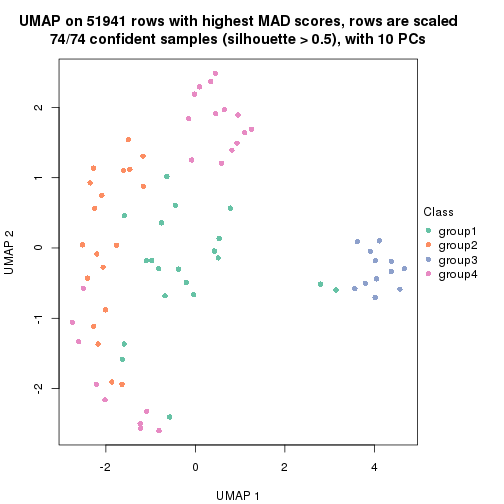 UMAP on 51941 rows with highest MAD scores, rows are scaled
74/74 confident samples (silhouette > 0.5), with 10 PCs
2
1
0
-1
-2
UMAP 2
-2
0
2
4
UMAP 1
Class
group1
group2
group3
group4